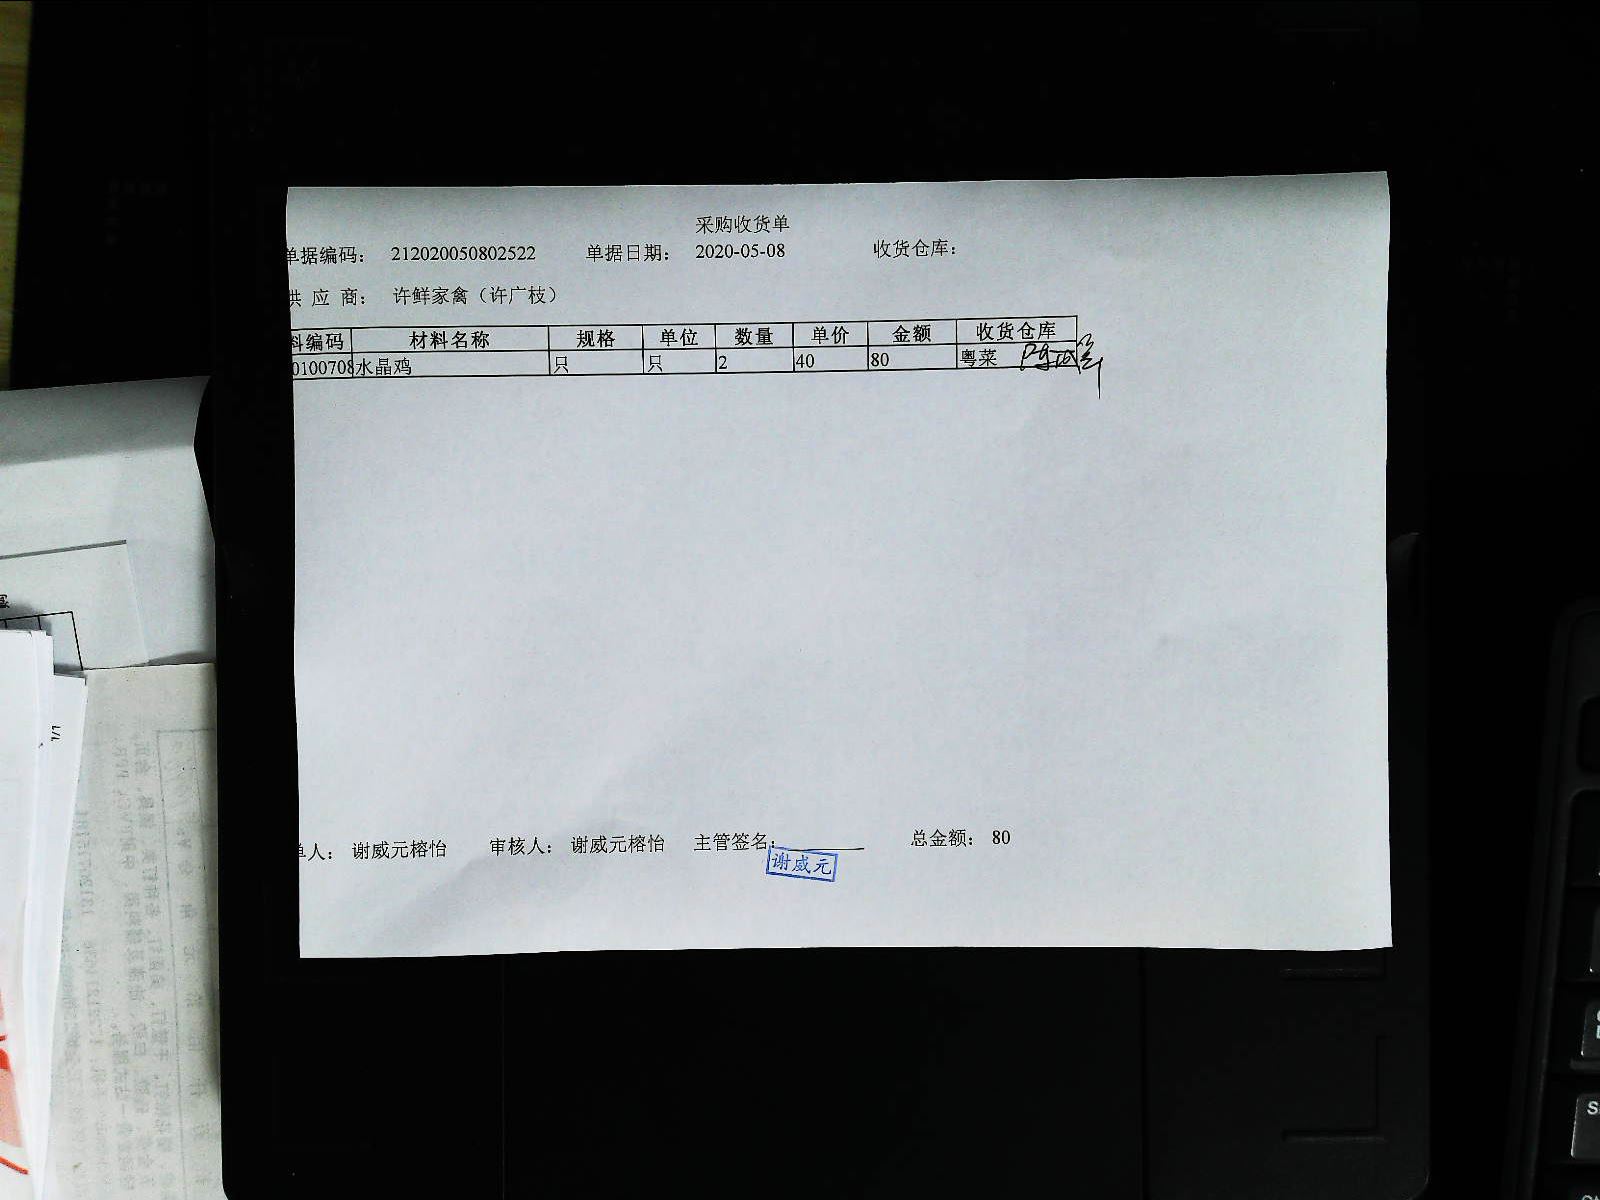 采购收货单
单据编码： 212020050802522 单据日期： 2020-05-08 收货仓库：
供 应 商： 许鲜家禽（许广枝）
料编码 材料名称 规格 单位 数量 单价 金额 收货仓库
0100708 水晶鸡 只 只 2 40 80 粤菜
单人： 谢威元榕怡 审核人： 谢威元榕怡 主管签名： 总金额： 80
谢威元
1/1